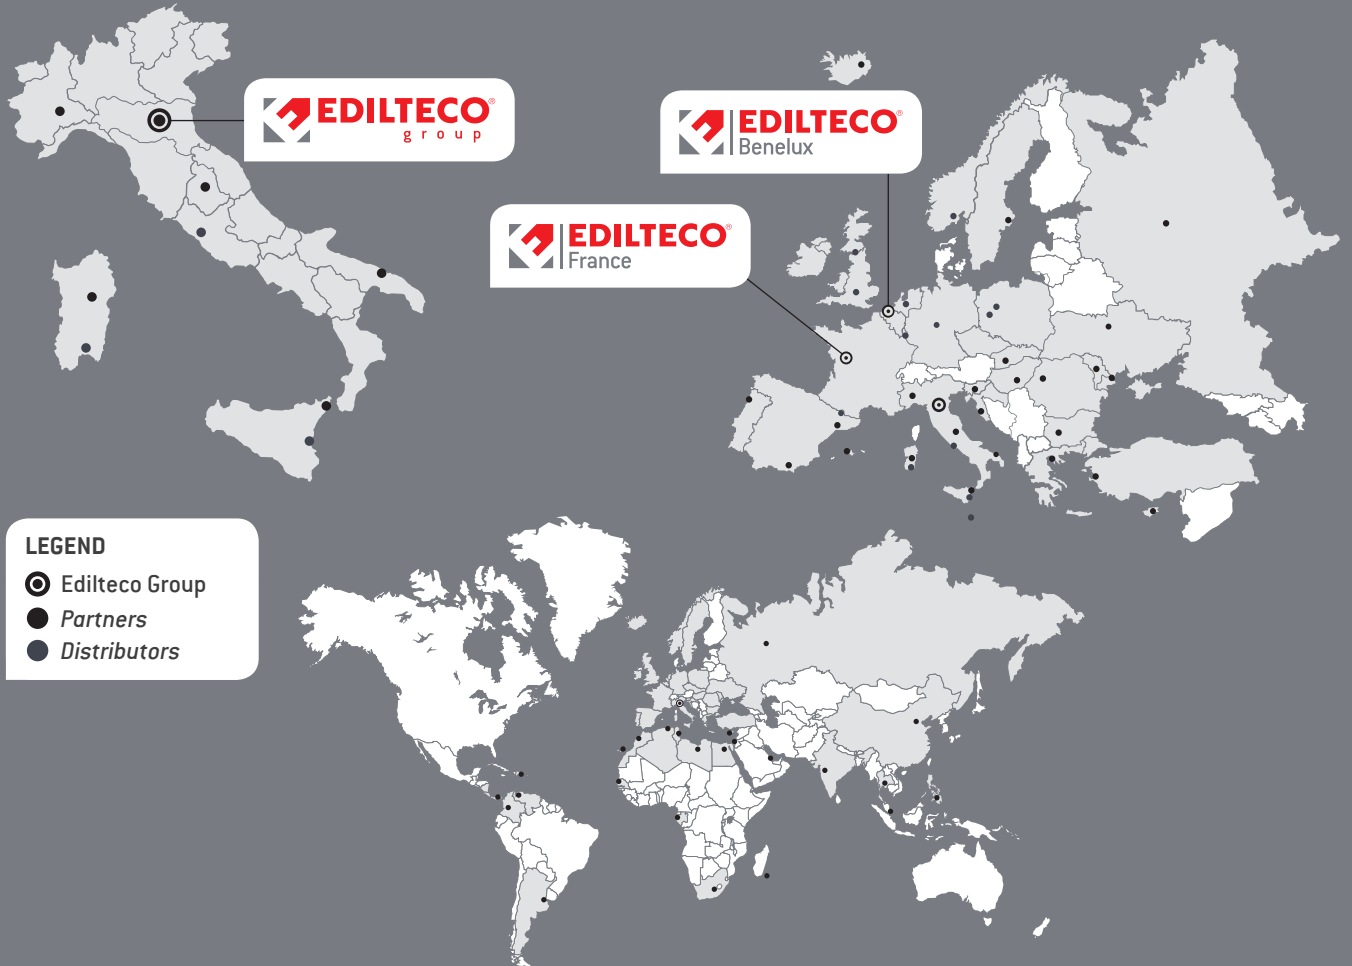 EDILTECO®
group
EDILTECO®
Benelux
EDILTECO®
France
LEGEND
Edilteco Group
Partners
Distributors